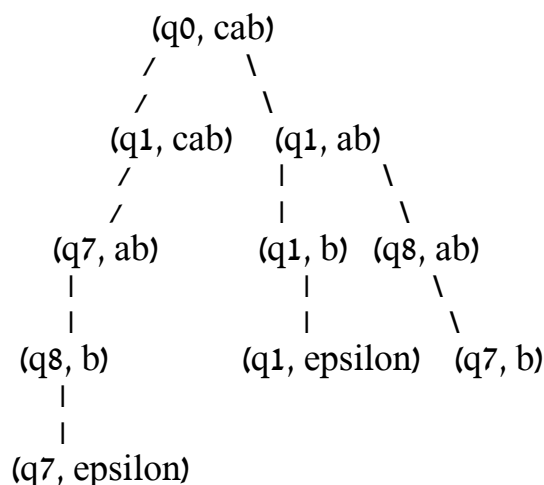 (q0, cab)
(q1, cab) (q1, ab)
(q7, ab) (q1, b) (q8, ab)
(q8, b) (q1, epsilon) (q7, b)
(q7, epsilon)